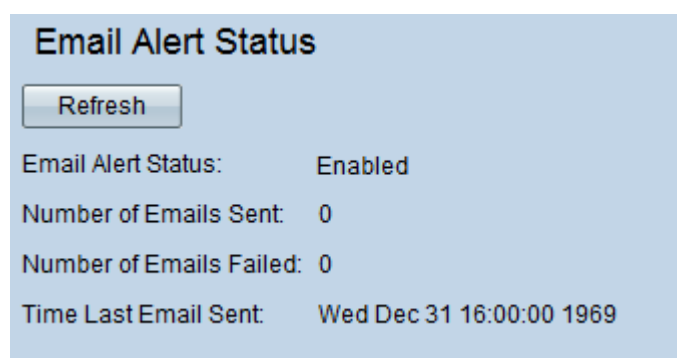 Email Alert Status
Refresh
Email Alert Status: Enabled
Number of Emails Sent: 0
Number of Emails Failed: 0
Time Last Email Sent: Wed Dec 31 16:00:00 1969